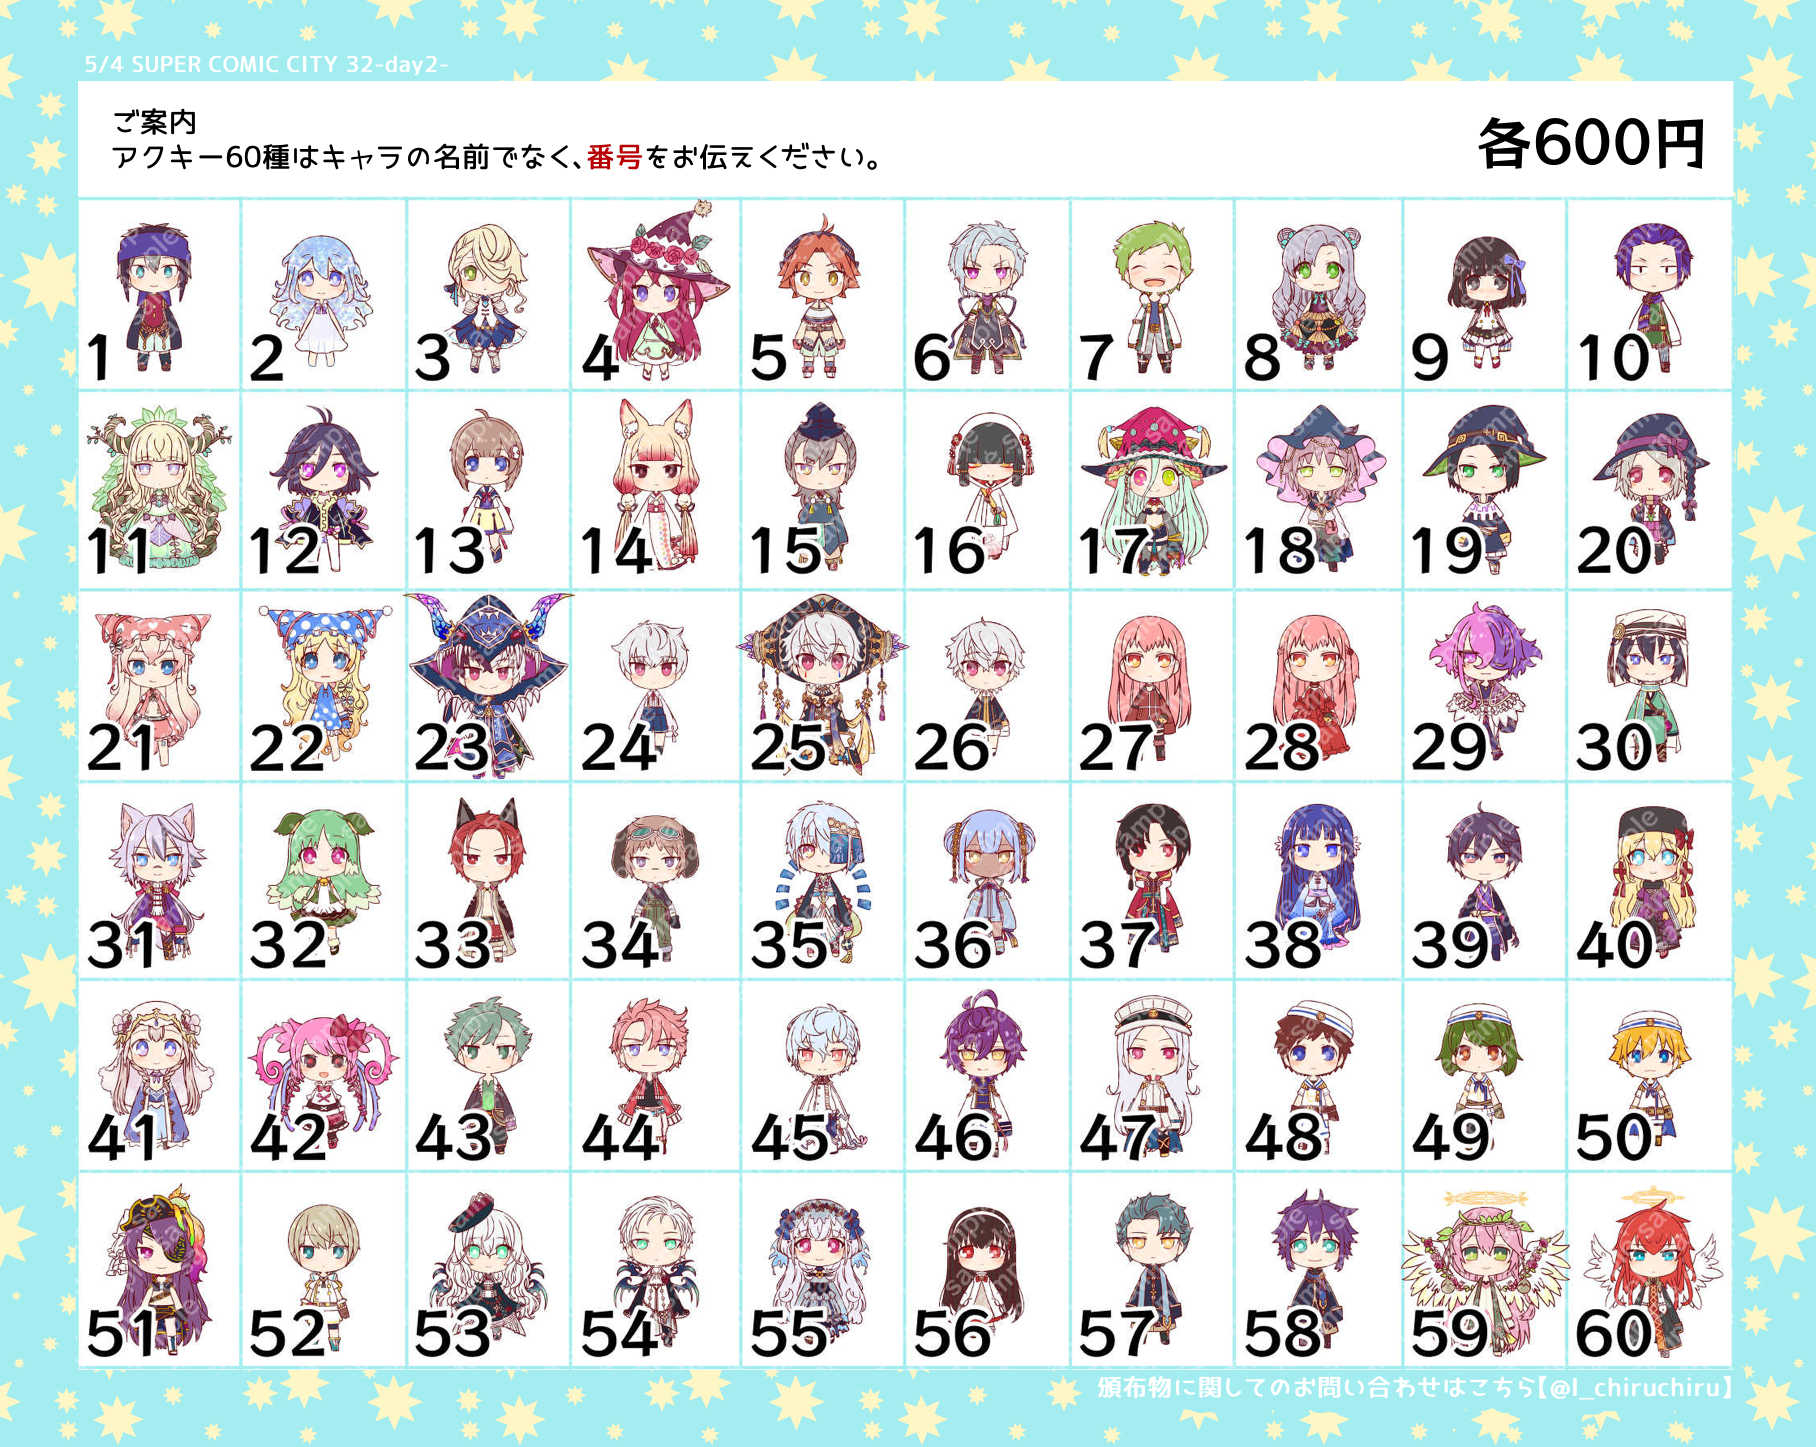 5/4 SUPER COMIC CITY 32-day2-
ご案内
アクキー60種はキャラの名前でなく、番号をお伝えください。
各600円
1 2 3 4 5 6 7 8 9 10
11 12 13 14 15 16 17 18 19 20
21 22 23 24 25 26 27 28 29 30
31 32 33 34 35 36 37 38 39 40
41 42 43 44 45 46 47 48 49 50
51 52 53 54 55 56 57 58 59 60
頒布物に関してのお問い合わせはこちら【@l_chiruchiru】